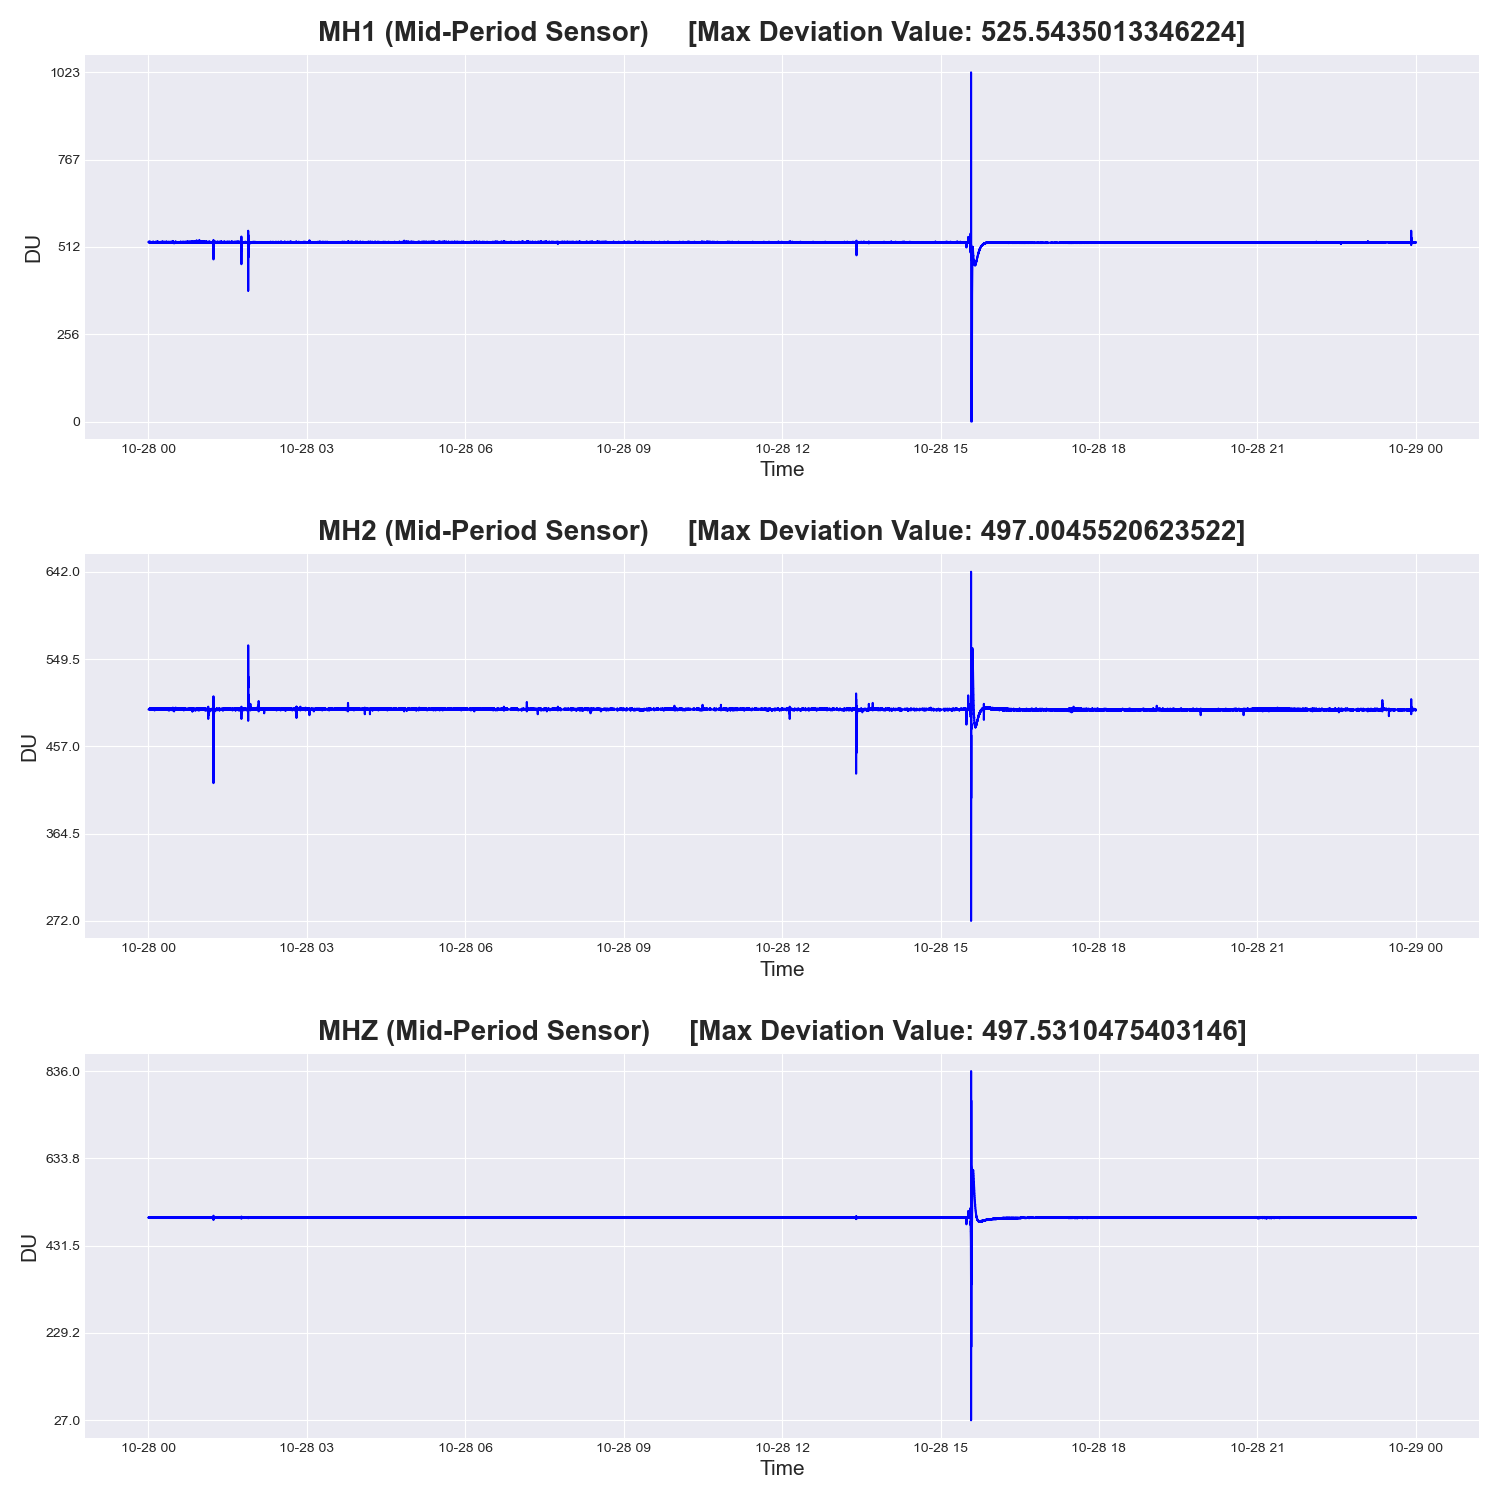 MH1 (Mid-Period Sensor) [Max Deviation Value: 525.5435013346224]
1023
767
512
256
0
DU
10-28 00 10-28 03 10-28 06 10-28 09 10-28 12 10-28 15 10-28 18 10-28 21 10-29 00
Time
MH2 (Mid-Period Sensor) [Max Deviation Value: 497.0045520623522]
642.0
549.5
457.0
364.5
272.0
DU
10-28 00 10-28 03 10-28 06 10-28 09 10-28 12 10-28 15 10-28 18 10-28 21 10-29 00
Time
MHZ (Mid-Period Sensor) [Max Deviation Value: 497.5310475403146]
836.0
633.8
431.5
229.2
27.0
DU
10-28 00 10-28 03 10-28 06 10-28 09 10-28 12 10-28 15 10-28 18 10-28 21 10-29 00
Time